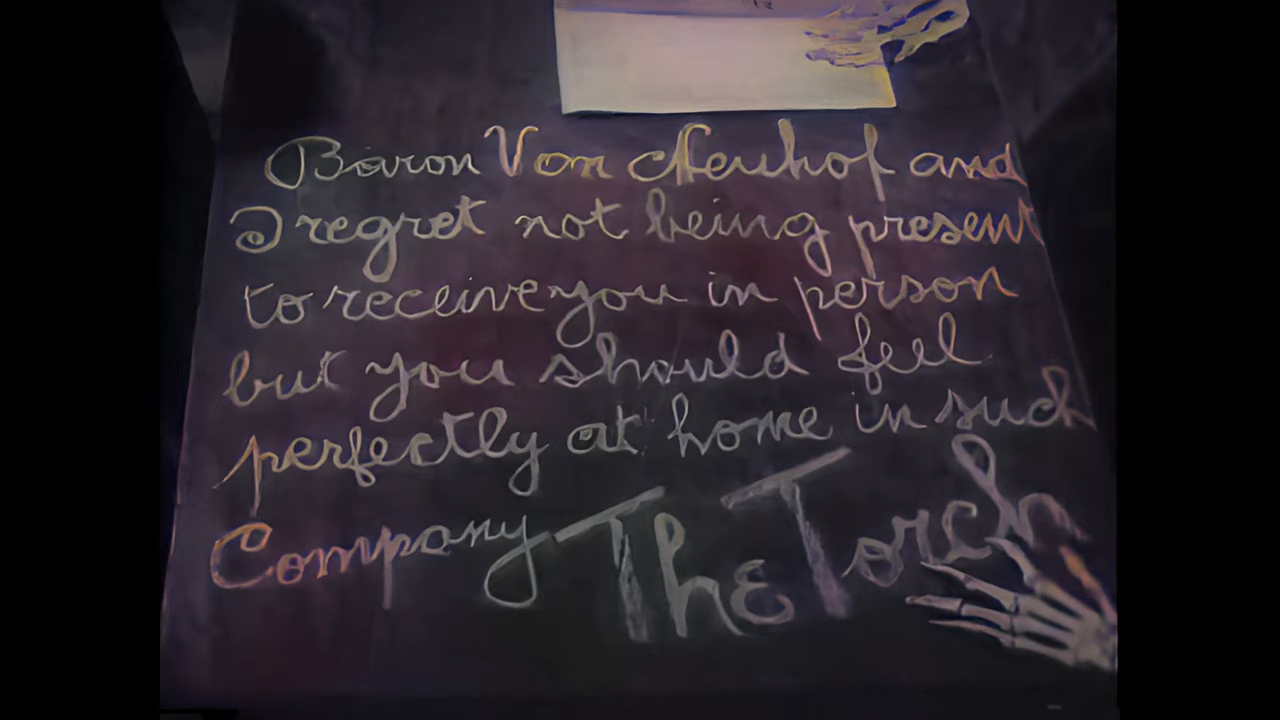 Baron Von Neuhof and
I regret not being present
to receive you in person
but you should feel
perfectly at home in such
Company The Torch